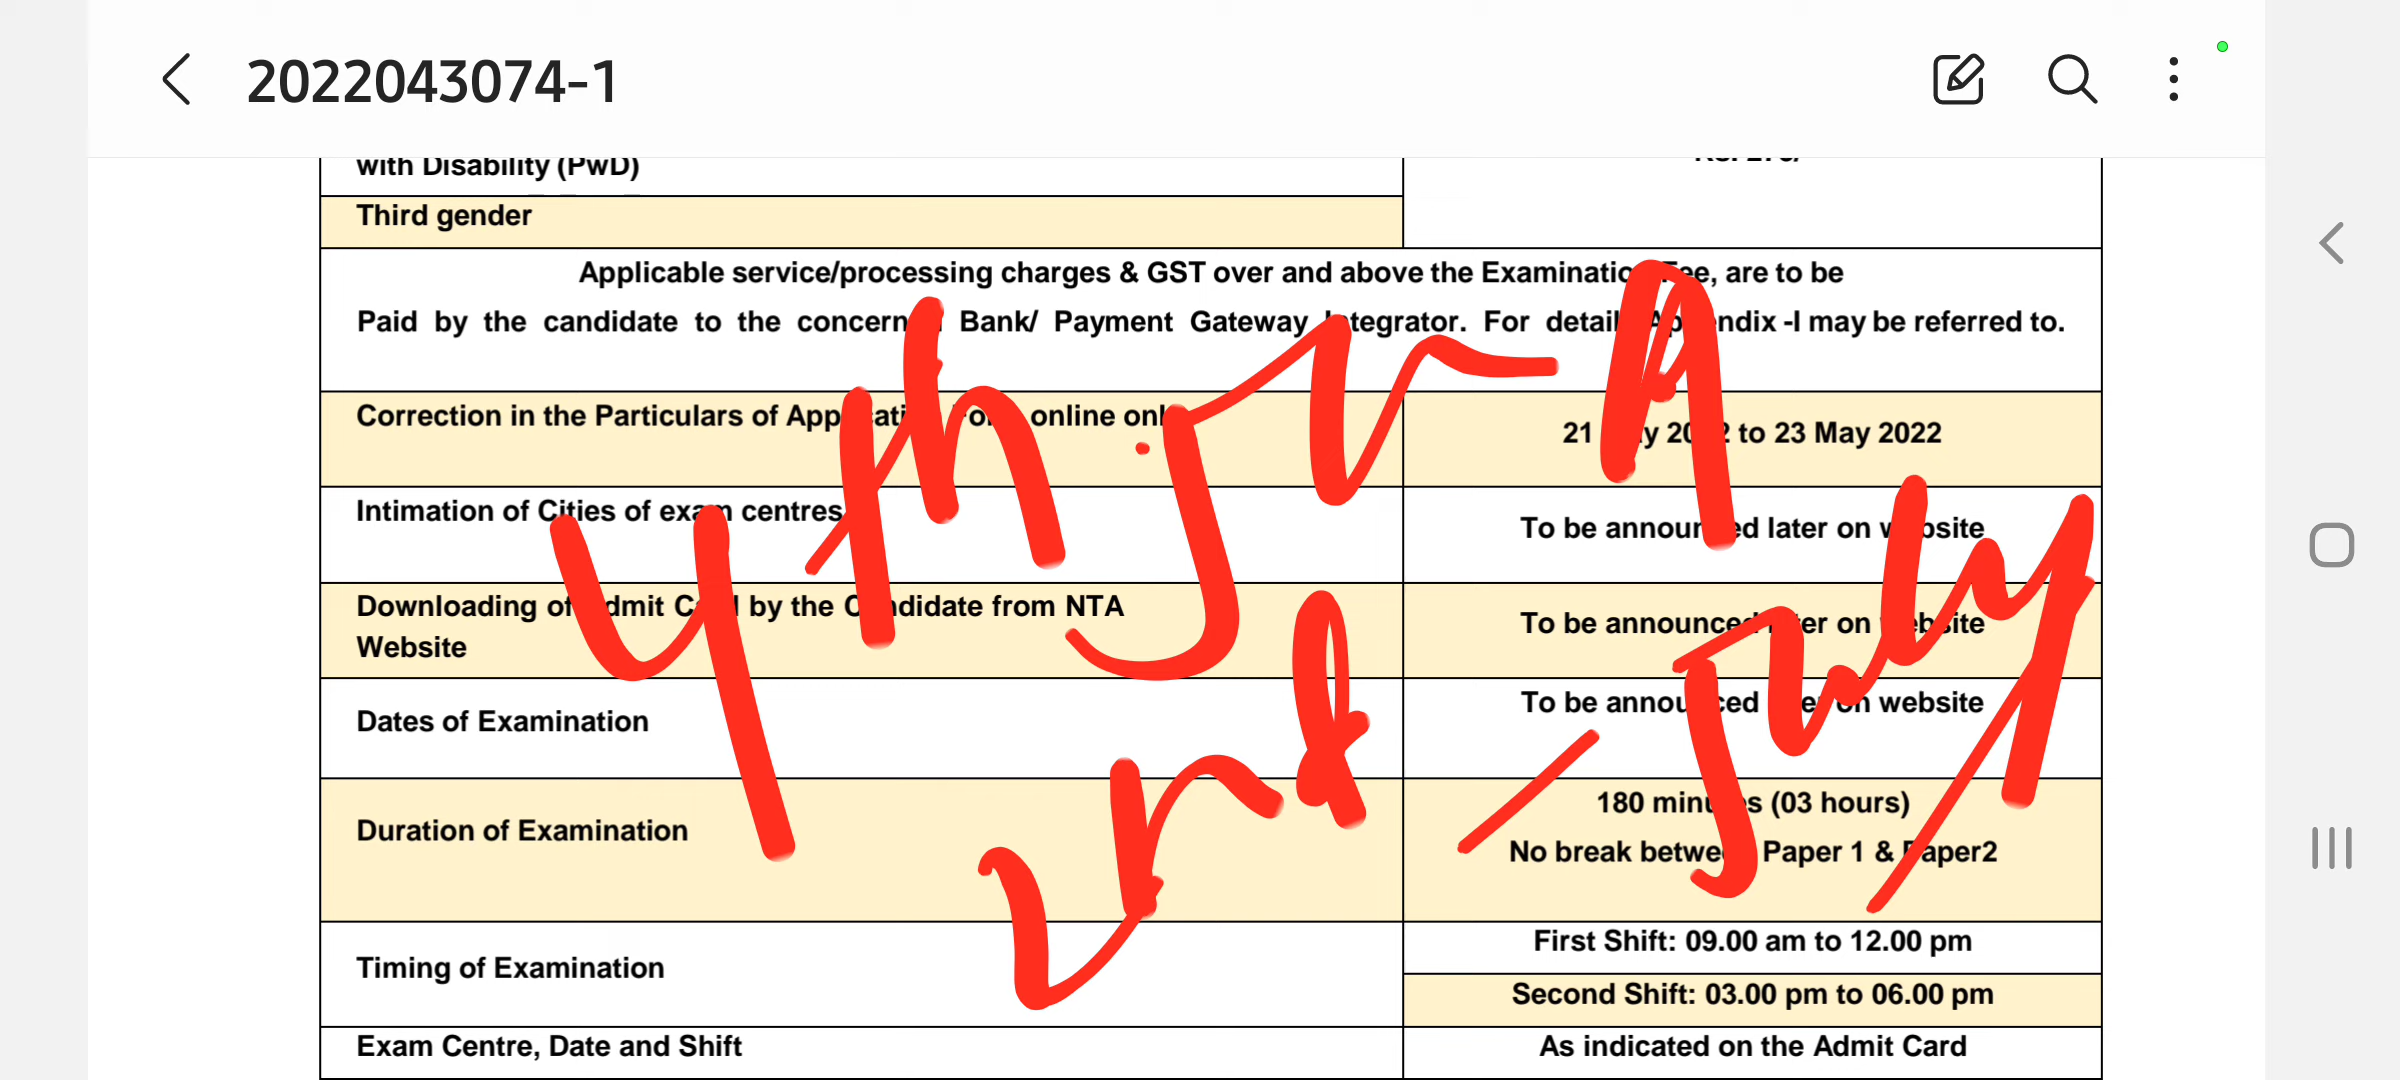 2022043074-1
with Disability (PwD)
Third gender
Applicable service/processing charges & GST over and above the Examination Fee, are to be
Paid by the candidate to the concerned Bank/ Payment Gateway Integrator. For details Appendix -I may be referred to.
Correction in the Particulars of Application Form online only
21 May 2022 to 23 May 2022
Intimation of Cities of exam centres
To be announced later on website
Downloading of Admit Card by the Candidate from NTA
Website
To be announced later on website
Dates of Examination
To be announced later on website
Duration of Examination
180 minutes (03 hours)
No break between Paper 1 & Paper2
Timing of Examination
First Shift: 09.00 am to 12.00 pm
Second Shift: 03.00 pm to 06.00 pm
Exam Centre, Date and Shift
As indicated on the Admit Card
4th
July